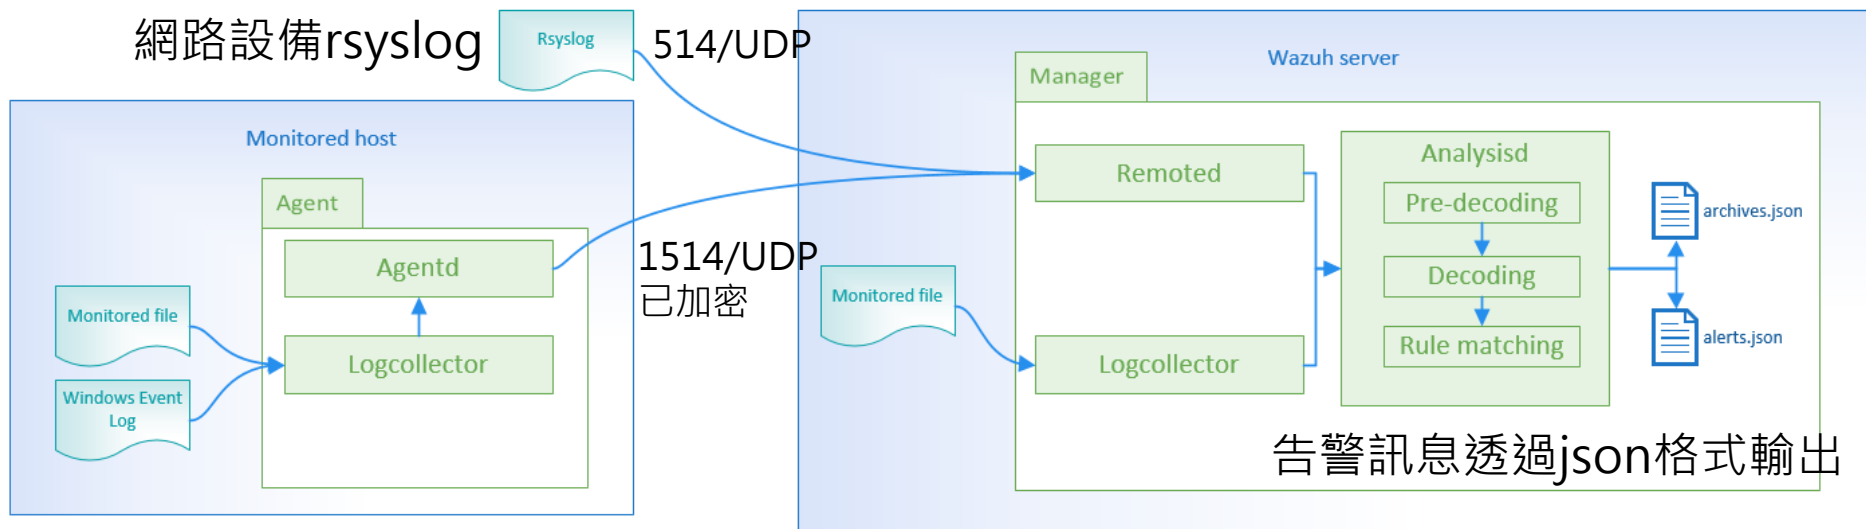 網路設備rsyslog
Rsyslog
514/UDP
Monitored host
Agent
Agentd
Logcollector
Monitored file
Windows Event
Log
1514/UDP
已加密
Wazuh server
Manager
Remoted
Monitored file
Logcollector
Analysisd
Pre-decoding
Decoding
Rule matching
archives.json
alerts.json
告警訊息透過json格式輸出